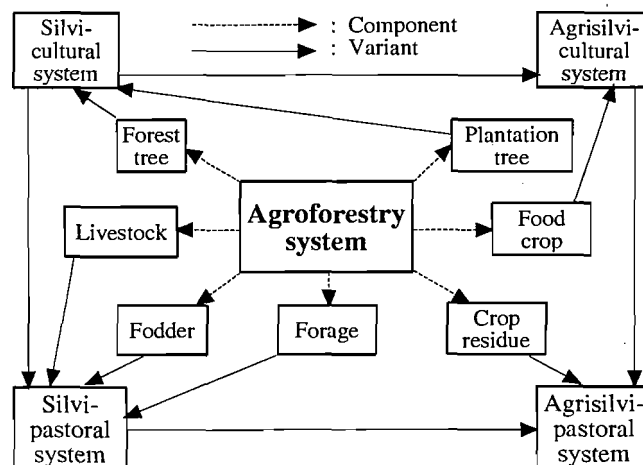 Silvi-
cultural
system
: Component
: Variant
Agrisilvi-
cultural
system
Forest
tree
Plantation
tree
Agroforestry
system
Livestock
Food
crop
Fodder
Forage
Crop
residue
Silvi-
pastoral
system
Agrisilvi-
pastoral
system